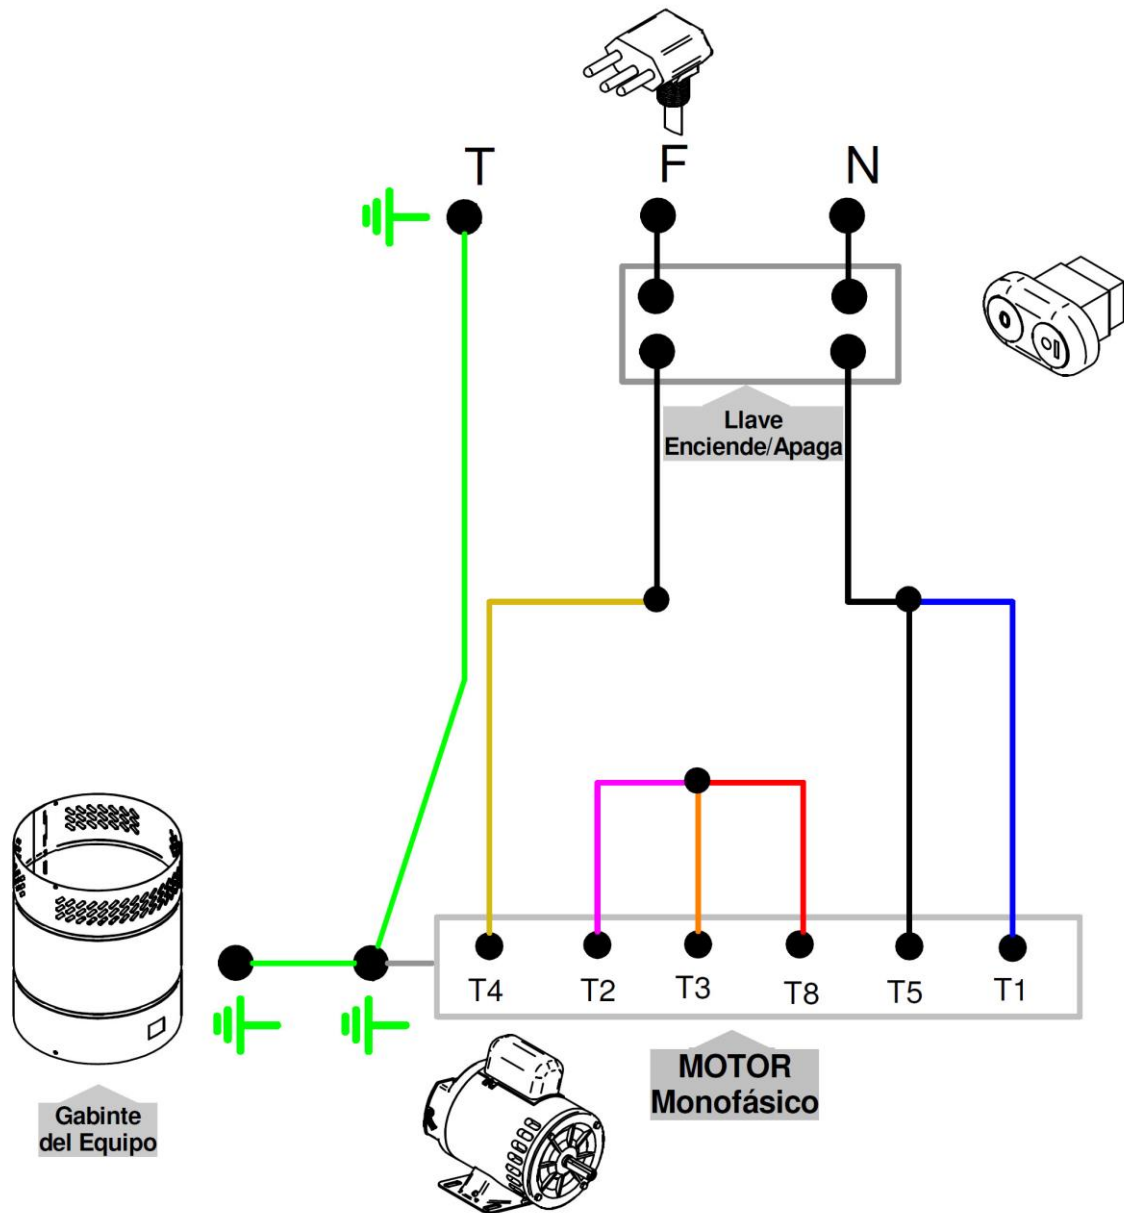 T
F
N
Llave
Enciende/Apaga
T4
T2
T3
T8
T5
T1
MOTOR
Monofásico
Gabinte
del Equipo